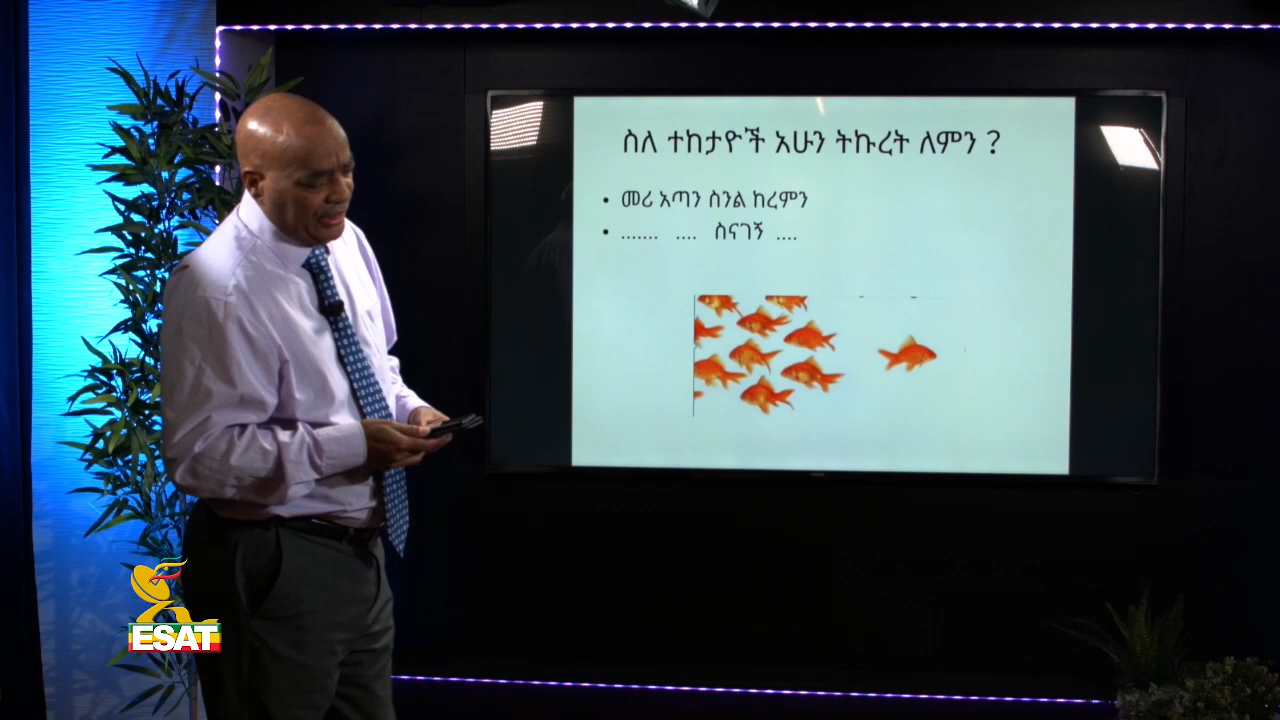 ስለ ተከታዮች አሁን ትኩረት ለምን ?
• መሪ አጣን ስንል ከረምን
• ....... .... ስናገኝ ....
ESAT